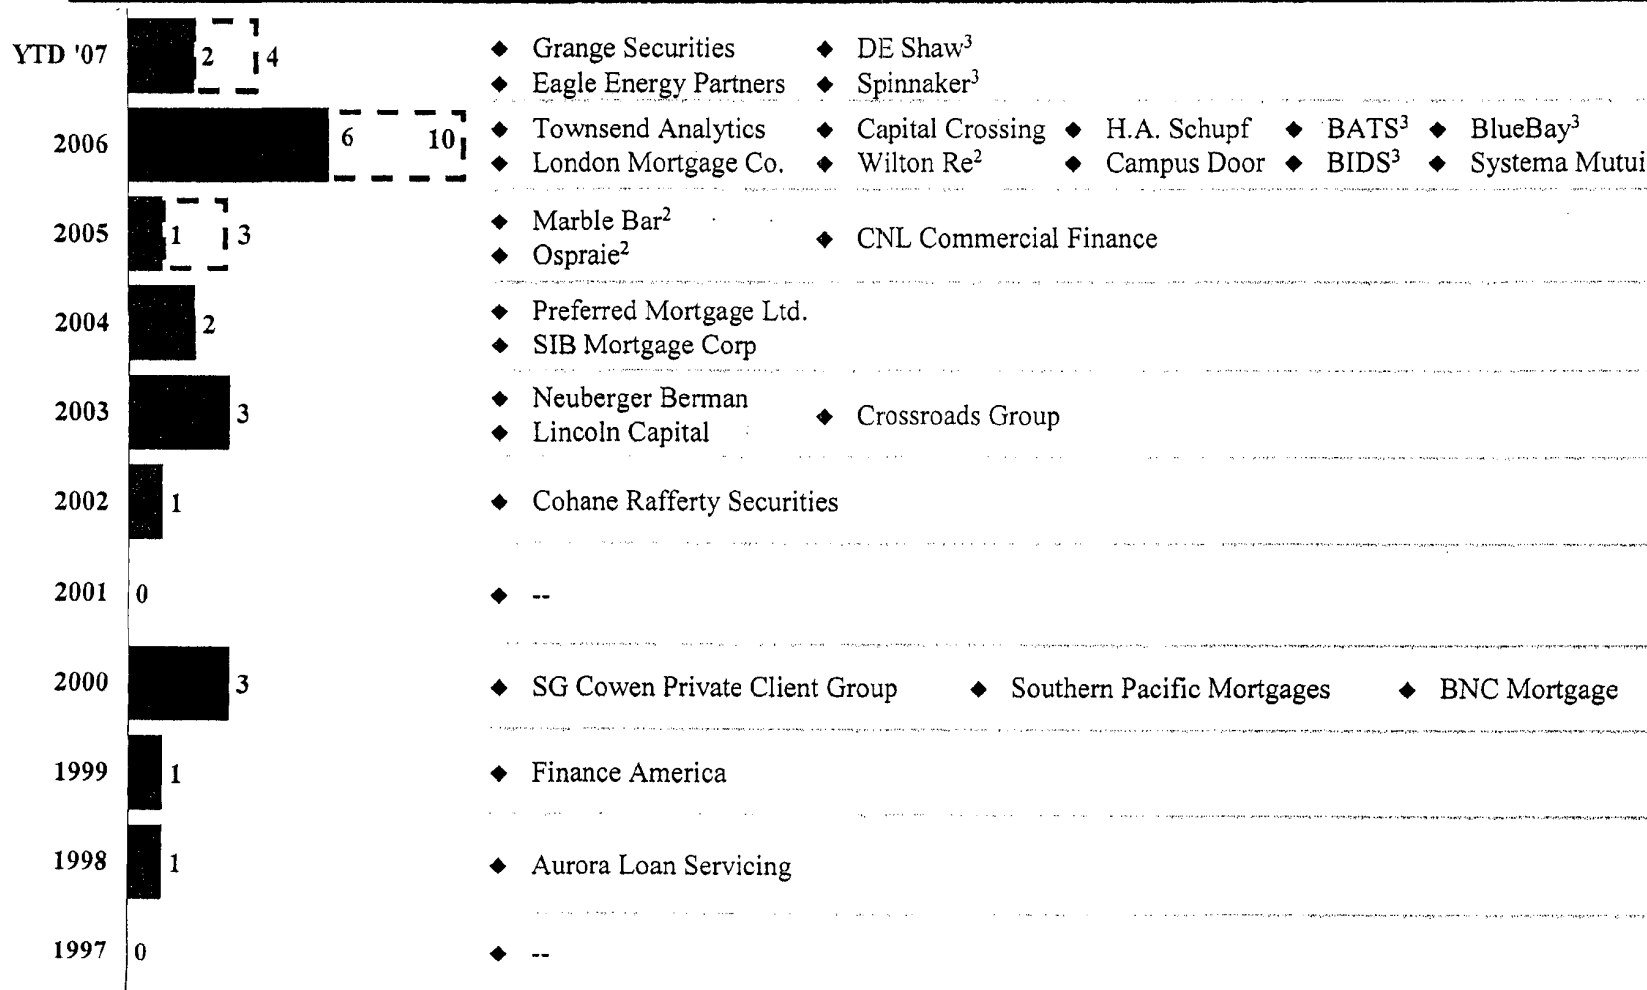 YTD '07 2 4 ◆ Grange Securities ◆ DE Shaw³
◆ Eagle Energy Partners ◆ Spinnaker³
2006 6 10 ◆ Townsend Analytics ◆ Capital Crossing ◆ H.A. Schupf ◆ BATS³ ◆ BlueBay³
◆ London Mortgage Co. ◆ Wilton Re² ◆ Campus Door ◆ BIDS³ ◆ Systema Mutui
2005 1 3 ◆ Marble Bar² ◆ CNL Commercial Finance
◆ Ospraie²
2004 2 ◆ Preferred Mortgage Ltd.
◆ SIB Mortgage Corp
2003 3 ◆ Neuberger Berman ◆ Crossroads Group
◆ Lincoln Capital
2002 1 ◆ Cohane Rafferty Securities
2001 0 ◆ --
2000 3 ◆ SG Cowen Private Client Group ◆ Southern Pacific Mortgages ◆ BNC Mortgage
1999 1 ◆ Finance America
1998 1 ◆ Aurora Loan Servicing
1997 0 ◆ --